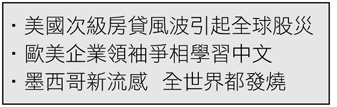 ・美國次級房貸風波引起全球股災
・歐美企業領袖爭相學習中文
・墨西哥新流感 全世界都發燒